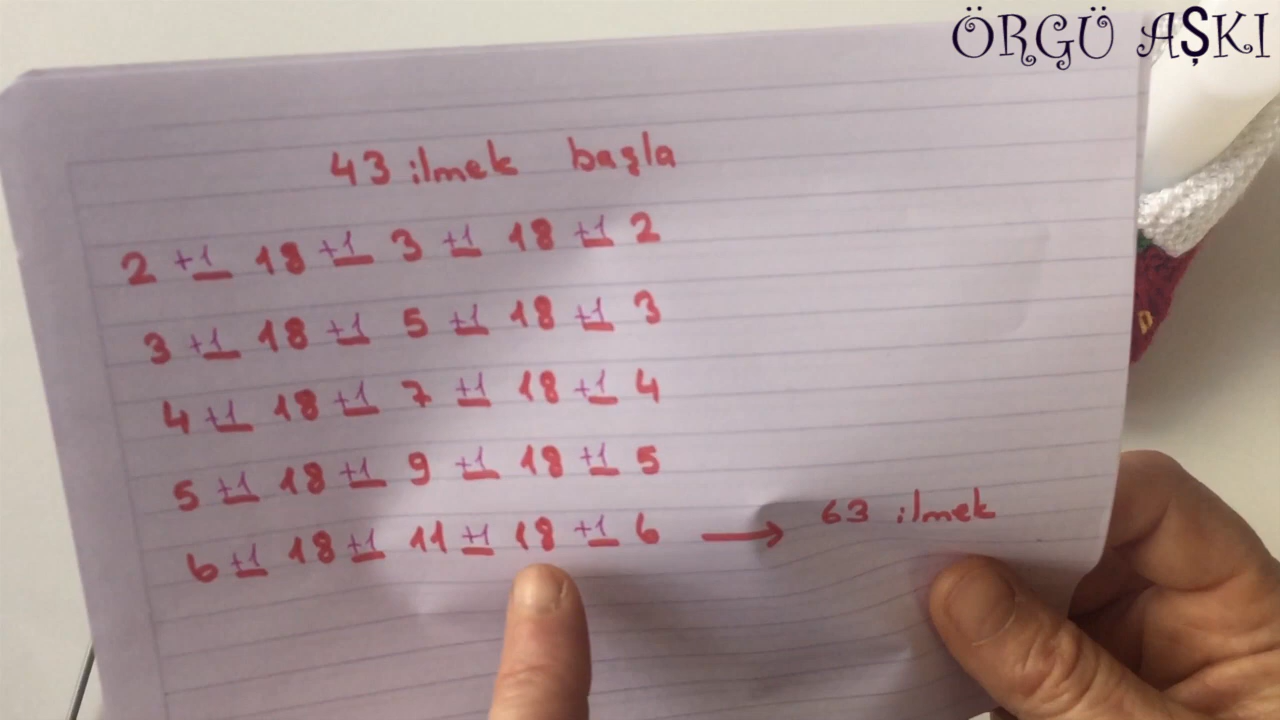 ÖRGÜ AŞKI
43 ilmek başla
2 +1 18 +1 3 +1 18 +1 2
3 +1 18 +1 5 +1 18 +1 3
4 +1 18 +1 7 +1 18 +1 4
5 +1 18 +1 9 +1 18 +1 5
6 +1 18 +1 11 +1 18 +1 6 → 63 ilmek